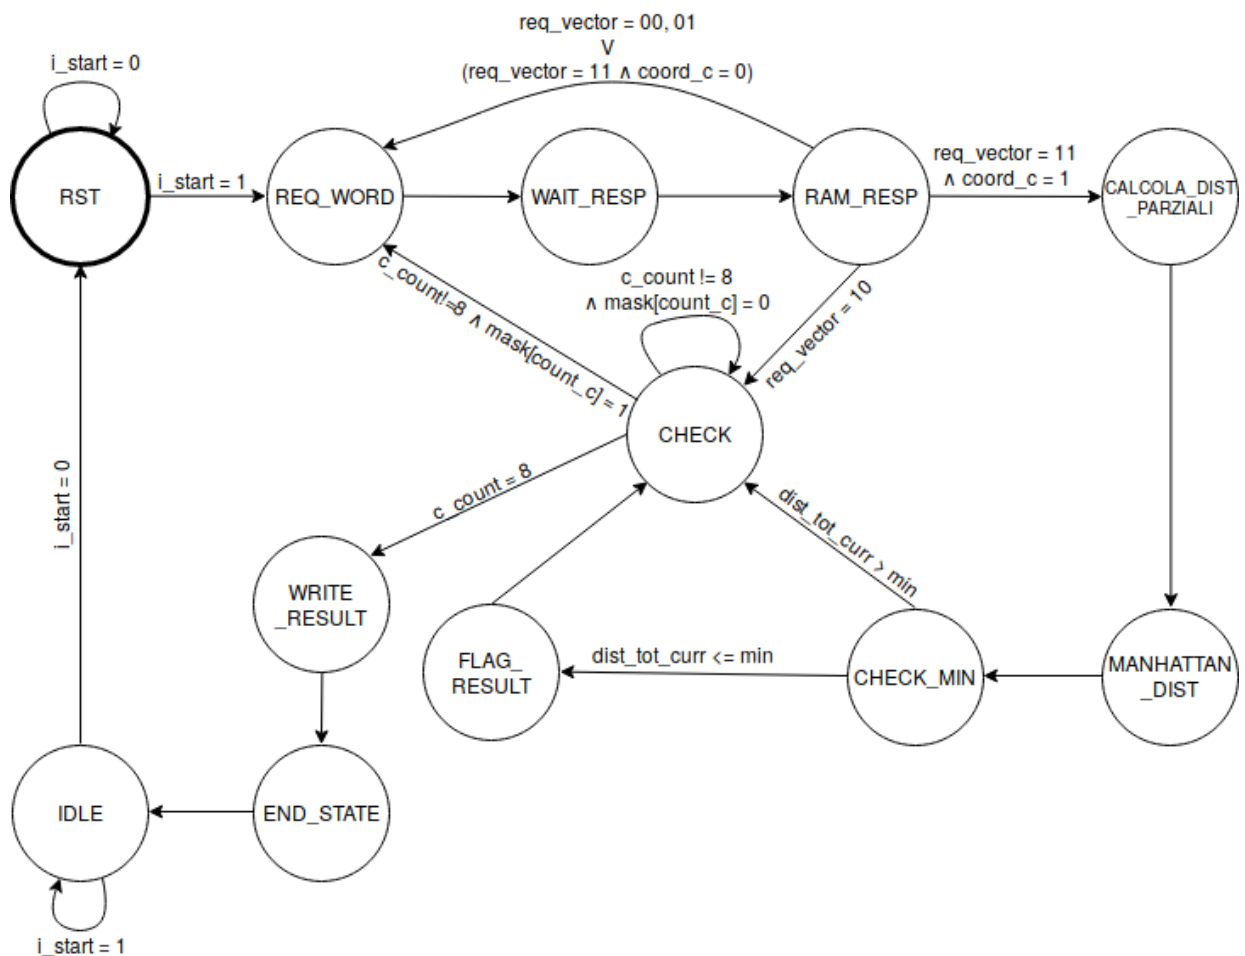 req_vector = 00, 01
V
(req_vector = 11 ∧ coord_c = 0)
i_start = 0
RST
i_start = 1
REQ_WORD
WAIT_RESP
RAM_RESP
req_vector = 11
∧ coord_c = 1
CALCOLA_DIST
_PARZIALI
c_count != 8
∧ mask[count_c] = 0
c_count!=8 ∧ mask[count_c] = 1
req_vector = 10
CHECK
c_count = 8
dist_tot_curr > min
i_start = 0
WRITE
_RESULT
FLAG_
RESULT
dist_tot_curr <= min
CHECK_MIN
MANHATTAN
_DIST
IDLE
END_STATE
i_start = 1